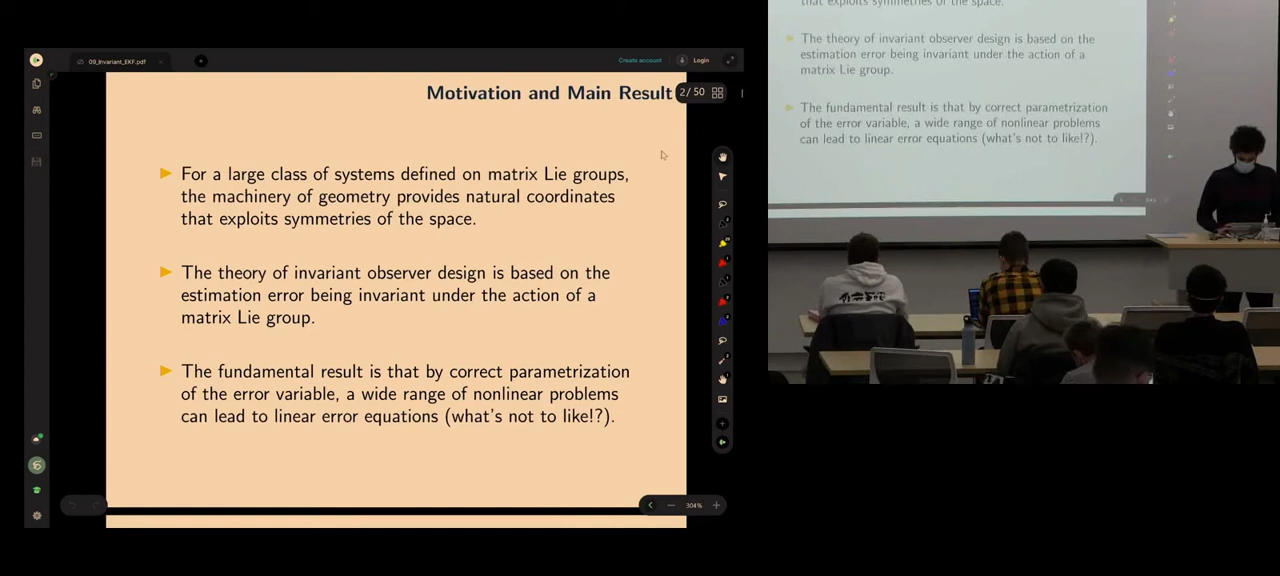 09_Invariant_EKF.pdf
Create account
Login
Motivation and Main Result
2/ 50
For a large class of systems defined on matrix Lie groups,
the machinery of geometry provides natural coordinates
that exploits symmetries of the space.
The theory of invariant observer design is based on the
estimation error being invariant under the action of a
matrix Lie group.
The fundamental result is that by correct parametrization
of the error variable, a wide range of nonlinear problems
can lead to linear error equations (what's not to like!?).
304%
that exploits symmetries of the space.
The theory of invariant observer design is based on the
estimation error being invariant under the action of a
matrix Lie group.
The fundamental result is that by correct parametrization
of the error variable, a wide range of nonlinear problems
can lead to linear error equations (what's not to like!?).